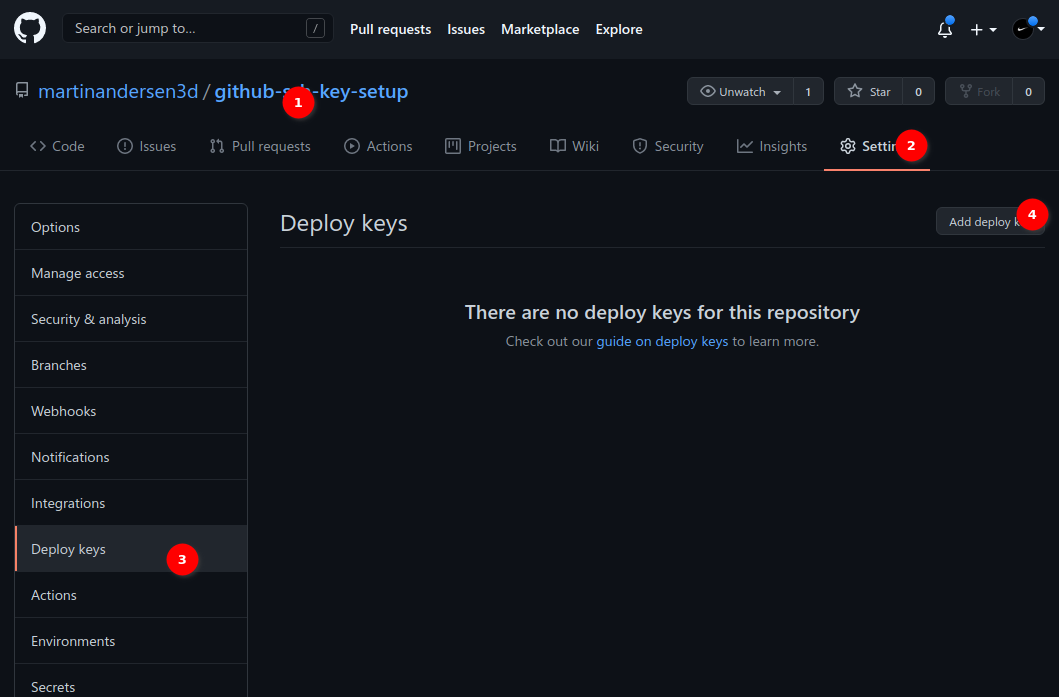 Search or jump to... /
Pull requests Issues Marketplace Explore
martinandersen3d / github-s h-key-setup
1
Unwatch 1
Star 0
Fork 0
Code Issues Pull requests Actions Projects Wiki Security Insights Settin
2
Options
Manage access
Security & analysis
Branches
Webhooks
Notifications
Integrations
Deploy keys
3
Actions
Environments
Secrets
Deploy keys
Add deploy k
4
There are no deploy keys for this repository
Check out our guide on deploy keys to learn more.